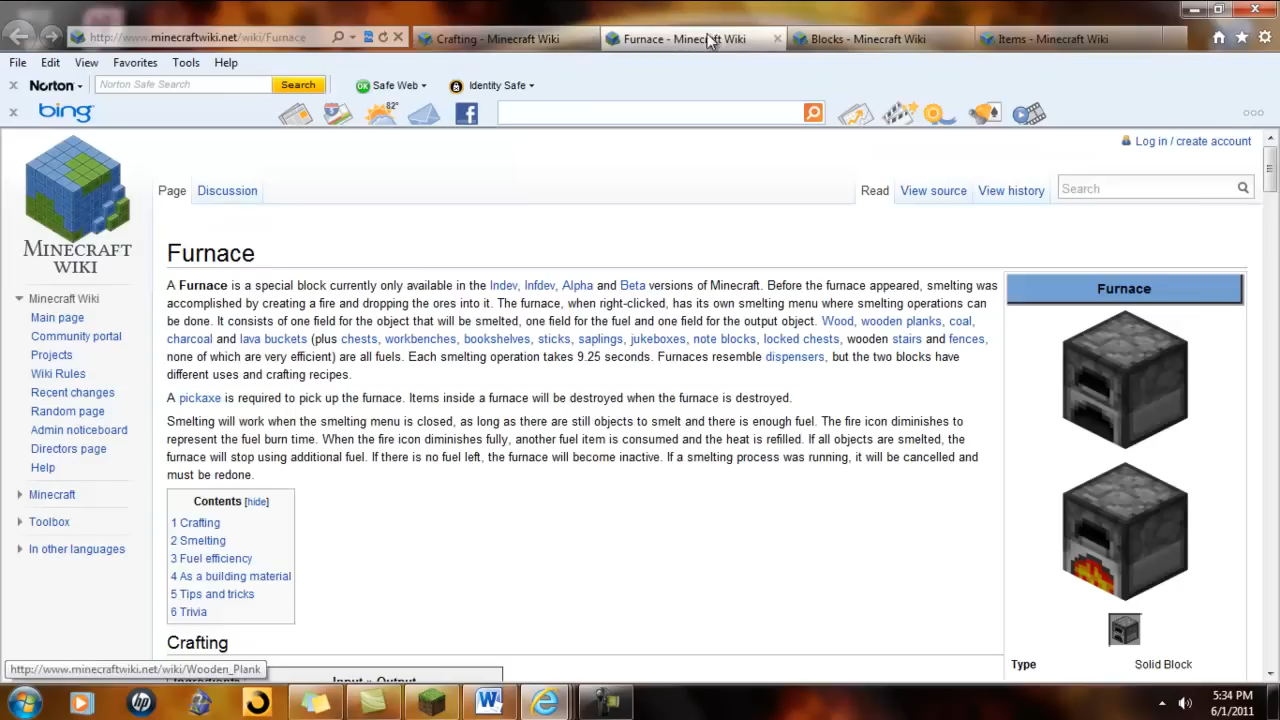 http://www.minecraftwiki.net/wiki/Furnace
Crafting - Minecraft Wiki
Furnace - Minecraft Wiki
Blocks - Minecraft Wiki
Items - Minecraft Wiki
File Edit View Favorites Tools Help
Norton Norton Safe Search Search OK Safe Web Identity Safe
bing 82°
Log in / create account
Page Discussion Read View source View history Search
MINECRAFT
WIKI
Minecraft Wiki
Main page
Community portal
Projects
Wiki Rules
Recent changes
Random page
Admin noticeboard
Directors page
Help
Minecraft
Toolbox
In other languages
Furnace
A Furnace is a special block currently only available in the Indev, Infdev, Alpha and Beta versions of Minecraft. Before the furnace appeared, smelting was
accomplished by creating a fire and dropping the ores into it. The furnace, when right-clicked, has its own smelting menu where smelting operations can
be done. It consists of one field for the object that will be smelted, one field for the fuel and one field for the output object. Wood, wooden planks, coal,
charcoal and lava buckets (plus chests, workbenches, bookshelves, sticks, saplings, jukeboxes, note blocks, locked chests, wooden stairs and fences,
none of which are very efficient) are all fuels. Each smelting operation takes 9.25 seconds. Furnaces resemble dispensers, but the two blocks have
different uses and crafting recipes.
A pickaxe is required to pick up the furnace. Items inside a furnace will be destroyed when the furnace is destroyed.
Smelting will work when the smelting menu is closed, as long as there are still objects to smelt and there is enough fuel. The fire icon diminishes to
represent the fuel burn time. When the fire icon diminishes fully, another fuel item is consumed and the heat is refilled. If all objects are smelted, the
furnace will stop using additional fuel. If there is no fuel left, the furnace will become inactive. If a smelting process was running, it will be cancelled and
must be redone.
Contents [hide]
1 Crafting
2 Smelting
3 Fuel efficiency
4 As a building material
5 Tips and tricks
6 Trivia
Crafting
Ingredients Input » Output
Furnace
Type Solid Block
http://www.minecraftwiki.net/wiki/Wooden_Plank
5:34 PM
6/1/2011